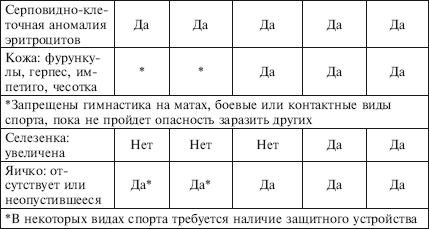 Серповидно-кле-
точная аномалия
эритроцитов
Да Да Да Да Да
Кожа: фурунку-
лы, герпес, им-
петиго, чесотка
* * Да Да Да
*Запрещены гимнастика на матах, боевые или контактные виды
спорта, пока не пройдет опасность заразить других
Селезенка:
увеличена
Нет Нет Нет Да Да
Яичко: от-
сутствует или
неопустившееся
Да* Да* Да Да Да
*В некоторых видах спорта требуется наличие защитного устройства